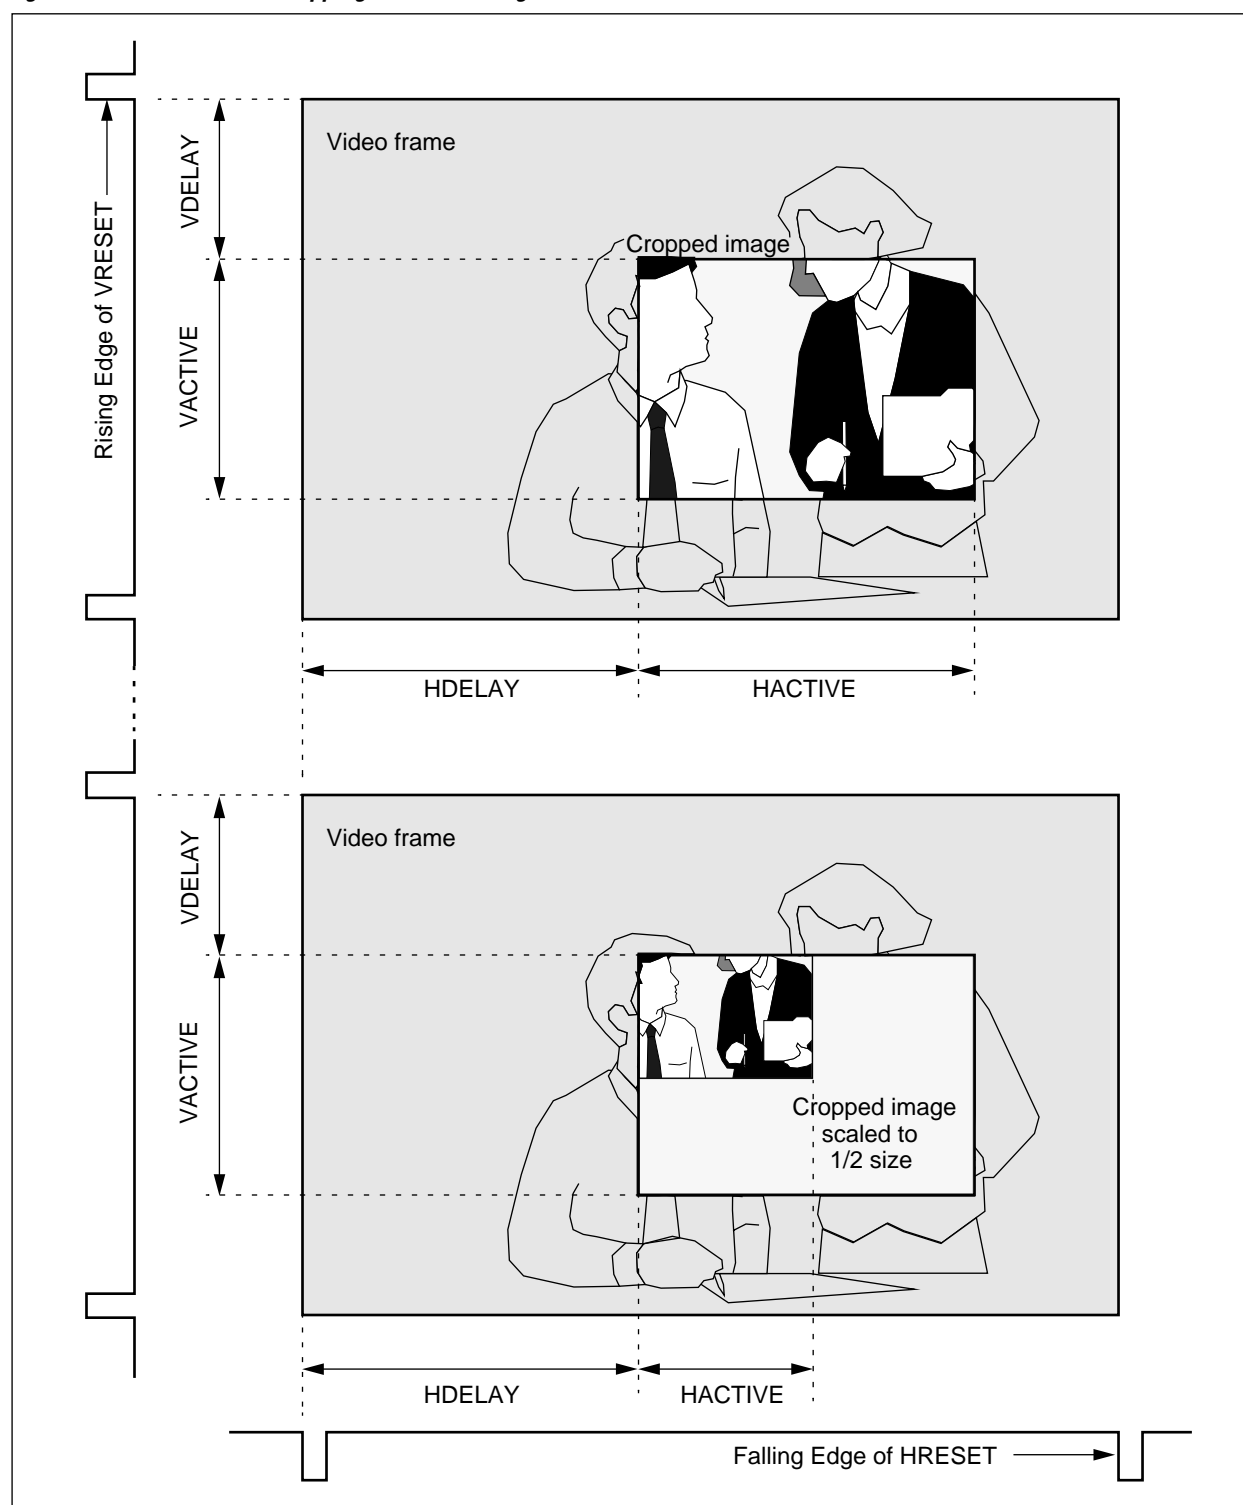 Video frame
VDELAY
Cropped image
Rising Edge of VRESET
VACTIVE
HDELAY
HACTIVE
Video frame
VDELAY
VACTIVE
Cropped image
scaled to
1/2 size
HDELAY
HACTIVE
Falling Edge of HRESET